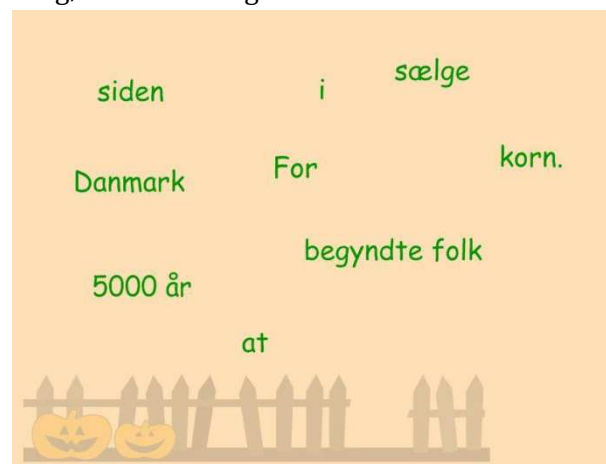 sælge
siden i
For korn.
Danmark
begyndte folk
5000 år
at